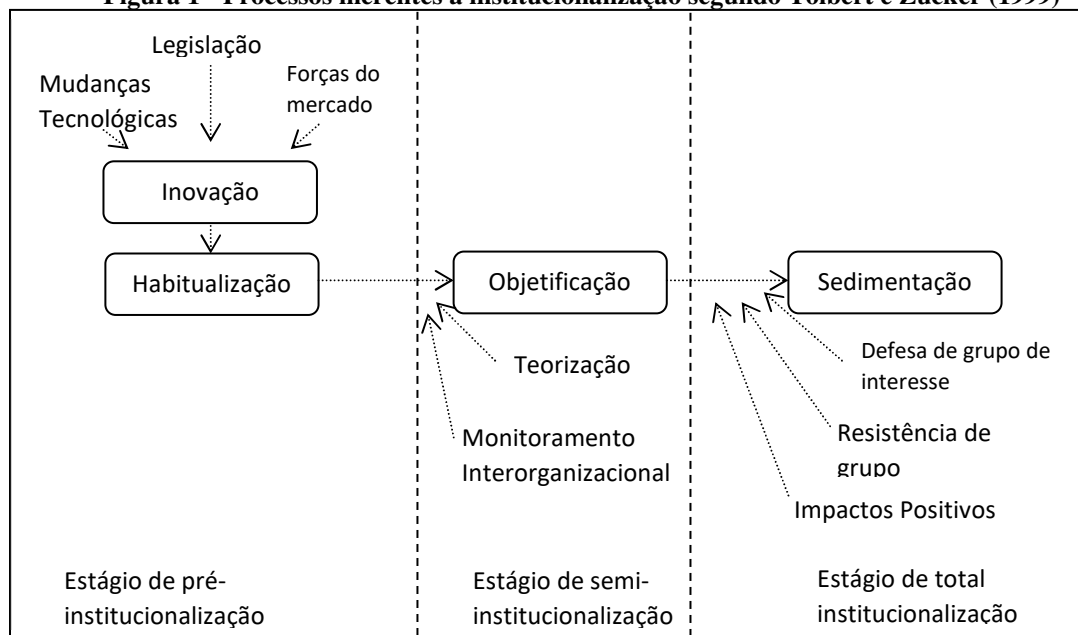 Figura 1 - Processos inerentes à institucionalização segundo Tolbert e Zucker (1999)
Legislação
Mudanças
Tecnológicas
Forças do
mercado
Inovação
Habitualização
Objetificação
Sedimentação
Teorização
Monitoramento
Interorganizacional
Defesa de grupo de
interesse
Resistência de
grupo
Impactos Positivos
Estágio de pré-
institucionalização
Estágio de semi-
institucionalização
Estágio de total
institucionalização